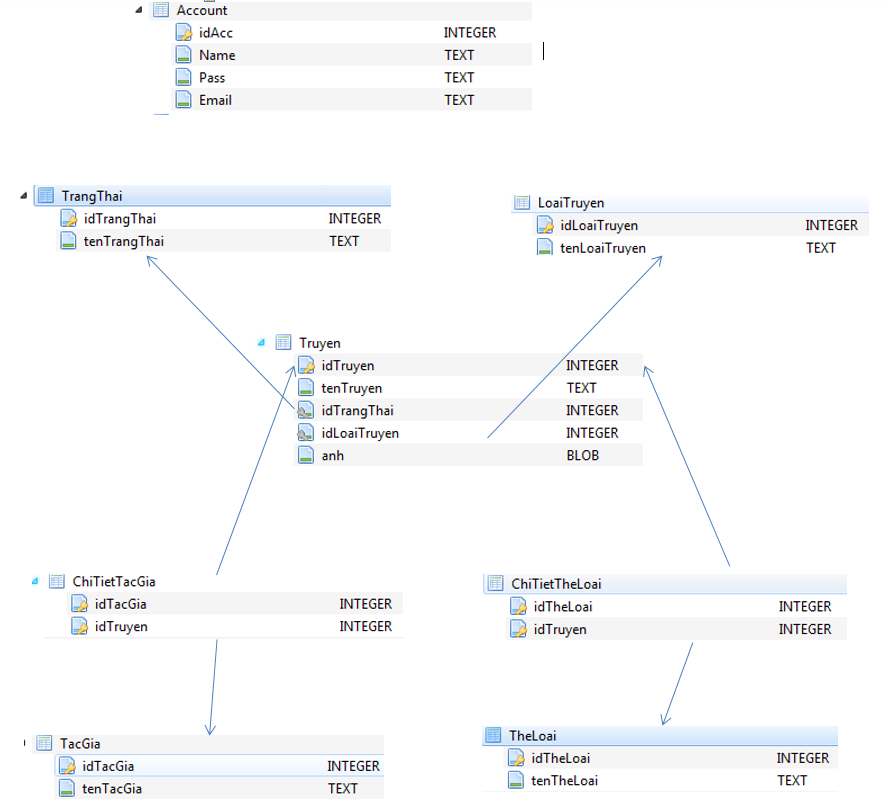 Account
idAcc INTEGER
Name TEXT
Pass TEXT
Email TEXT
TrangThai
idTrangThai INTEGER
tenTrangThai TEXT
LoaiTruyen
idLoaiTruyen INTEGER
tenLoaiTruyen TEXT
Truyen
idTruyen INTEGER
tenTruyen TEXT
idTrangThai INTEGER
idLoaiTruyen INTEGER
anh BLOB
ChiTietTacGia
idTacGia INTEGER
idTruyen INTEGER
ChiTietTheLoai
idTheLoai INTEGER
idTruyen INTEGER
TacGia
idTacGia INTEGER
tenTacGia TEXT
TheLoai
idTheLoai INTEGER
tenTheLoai TEXT